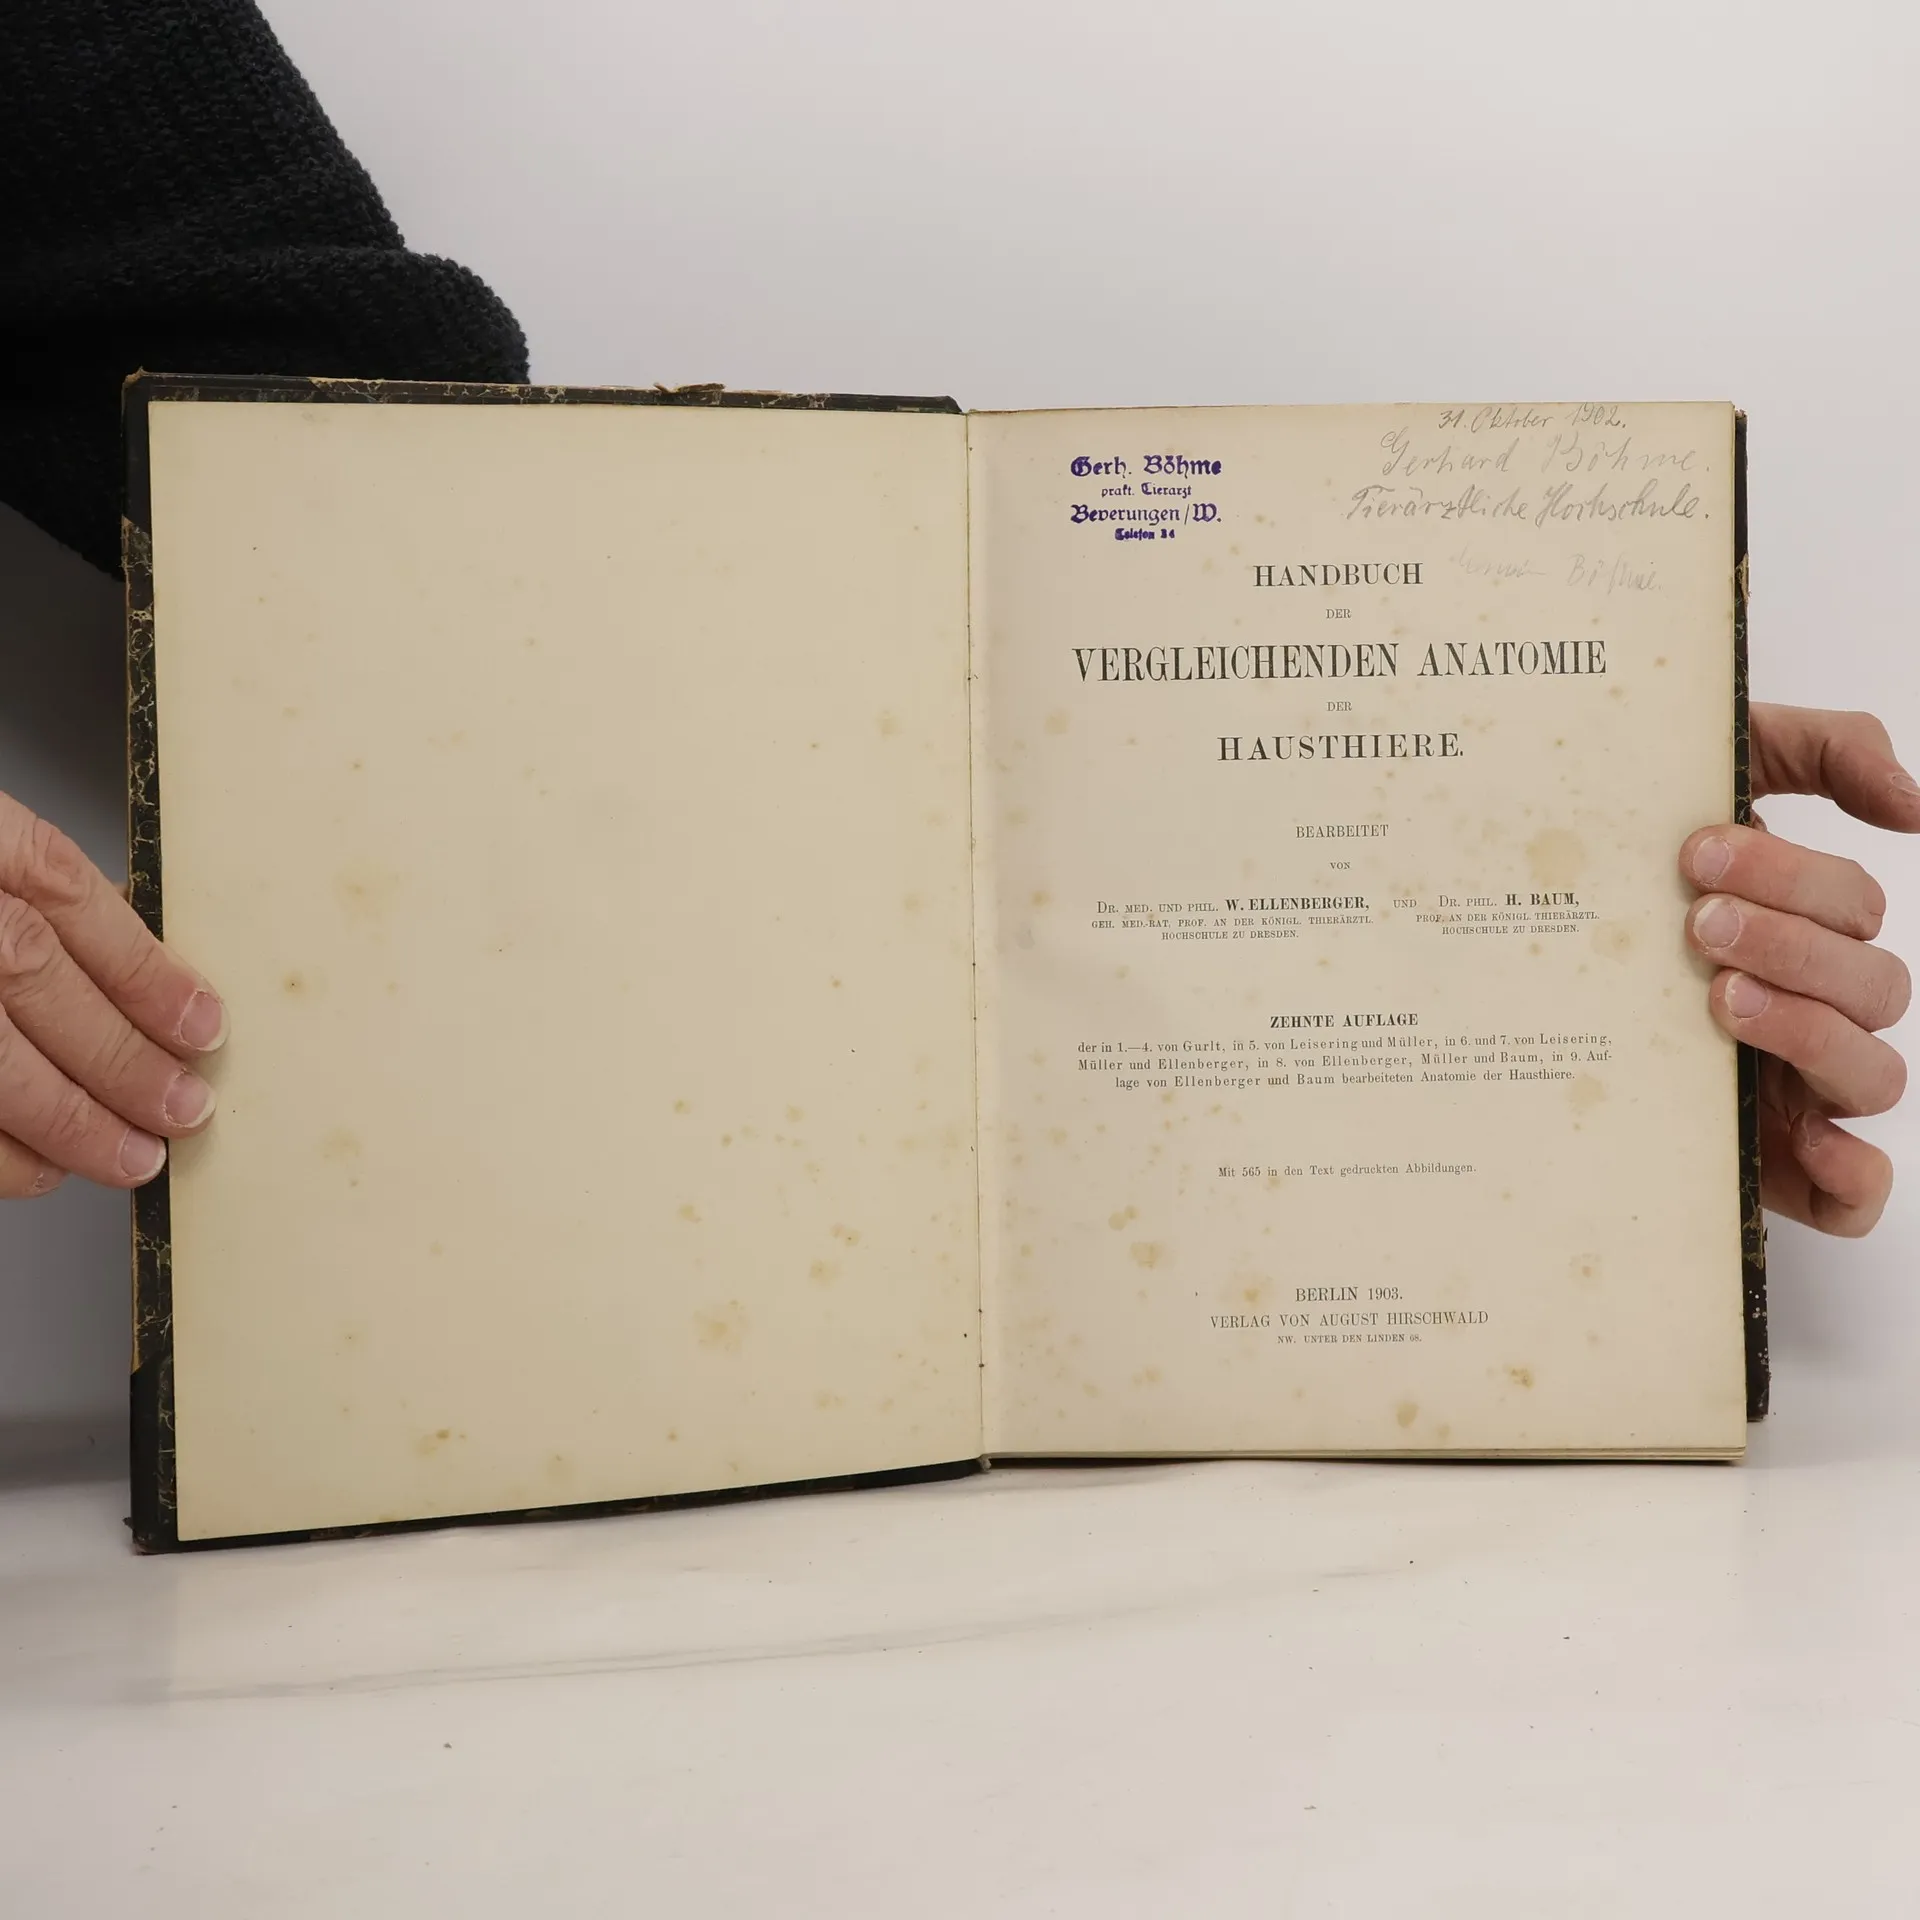 31. Oktober 1902.
Gerhard Böhme.
Tierärztliche Hochschule.
Gerh. Böhme
prakt. Tierarzt
Beverungen/W.
Telefon 34
Böhme.
HANDBUCH
DER
VERGLEICHENDEN ANATOMIE
DER
HAUSTHIERE.
BEARBEITET
VON
DR. MED. UND PHIL. W. ELLENBERGER, UND DR. PHIL. H. BAUM,
GEH. MED.-RAT, PROF. AN DER KÖNIGL. THIERÄRZTL. PROF. AN DER KÖNIGL. THIERÄRZTL.
HOCHSCHULE ZU DRESDEN. HOCHSCHULE ZU DRESDEN.
ZEHNTE AUFLAGE
der in 1.—4. von Gurlt, in 5. von Leisering und Müller, in 6. und 7. von Leisering,
Müller und Ellenberger, in 8. von Ellenberger, Müller und Baum, in 9. Auf-
lage von Ellenberger und Baum bearbeiteten Anatomie der Hausthiere.
Mit 565 in den Text gedruckten Abbildungen.
BERLIN 1903.
VERLAG VON AUGUST HIRSCHWALD
NW. UNTER DEN LINDEN 68.